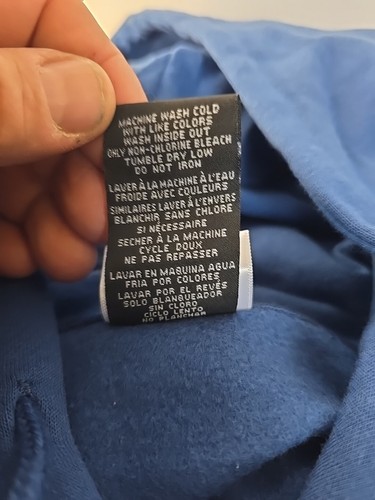 MACHINE WASH COLD
WITH LIKE COLORS
WASH INSIDE OUT
ONLY NON-CHLORINE BLEACH
TUMBLE DRY LOW
DO NOT IRON
LAVER À LA MACHINE À L'EAU
FROIDE AVEC COULEURS
SIMILAIRES LAVER À L'ENVERS
BLANCHIR SANS CHLORE
SI NÉCESSAIRE
SECHER À LA MACHINE
CYCLE DOUX
NE PAS REPASSER
LAVAR EN MAQUINA AGUA
FRIA POR COLORES
LAVAR POR EL REVÉS
SOLO BLANQUEADOR
SIN CLORO
CICLO LENTO
NO PLANCHAR